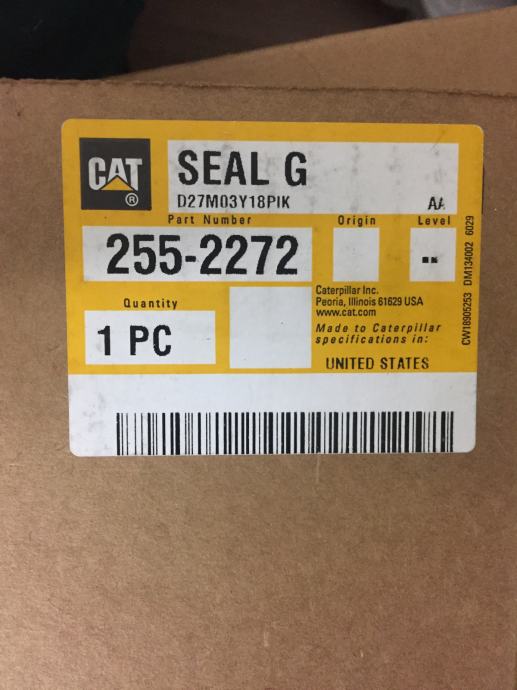 CAT®
SEAL G
D27M03Y18PIK AA
Part Number Origin Level
255-2272 --
Quantity
1 PC
Caterpillar Inc.
Peoria, Illinois 61629 USA
www.cat.com
Made to Caterpillar
specifications in:
UNITED STATES
CW18905253 DM134002 6029